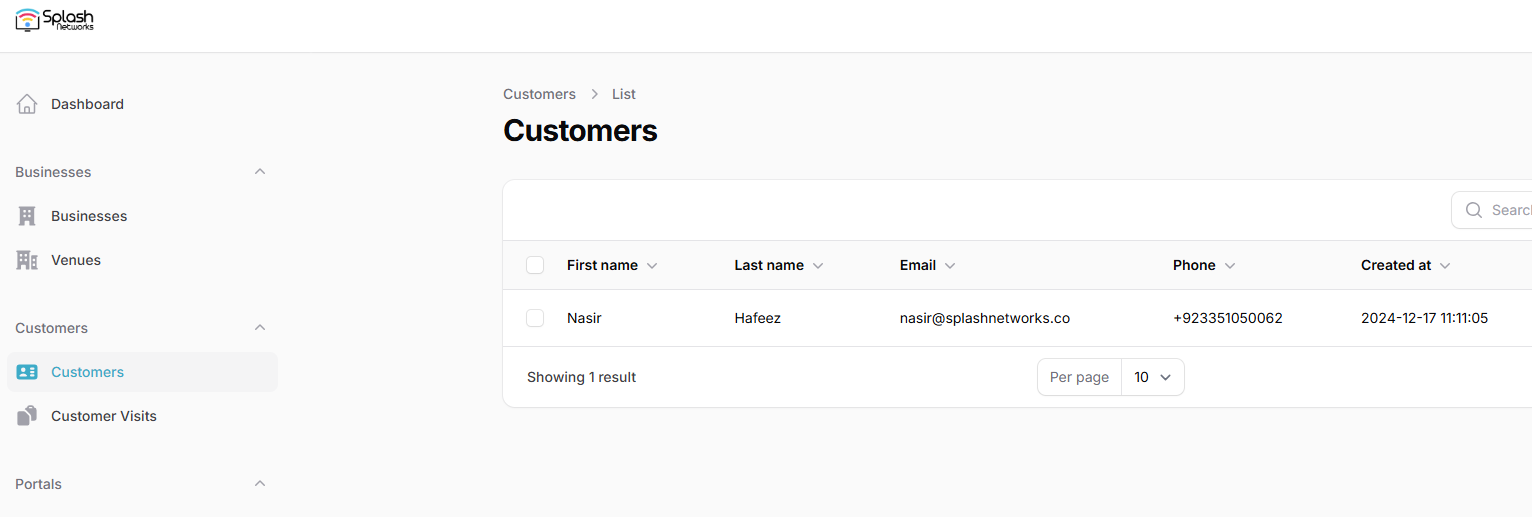 Splash
Networks
Dashboard
Businesses
Businesses
Venues
Customers
Customers
Customer Visits
Portals
Customers > List
Customers
Search
First name Last name Email Phone Created at
Nasir Hafeez nasir@splashnetworks.co +923351050062 2024-12-17 11:11:05
Showing 1 result Per page 10